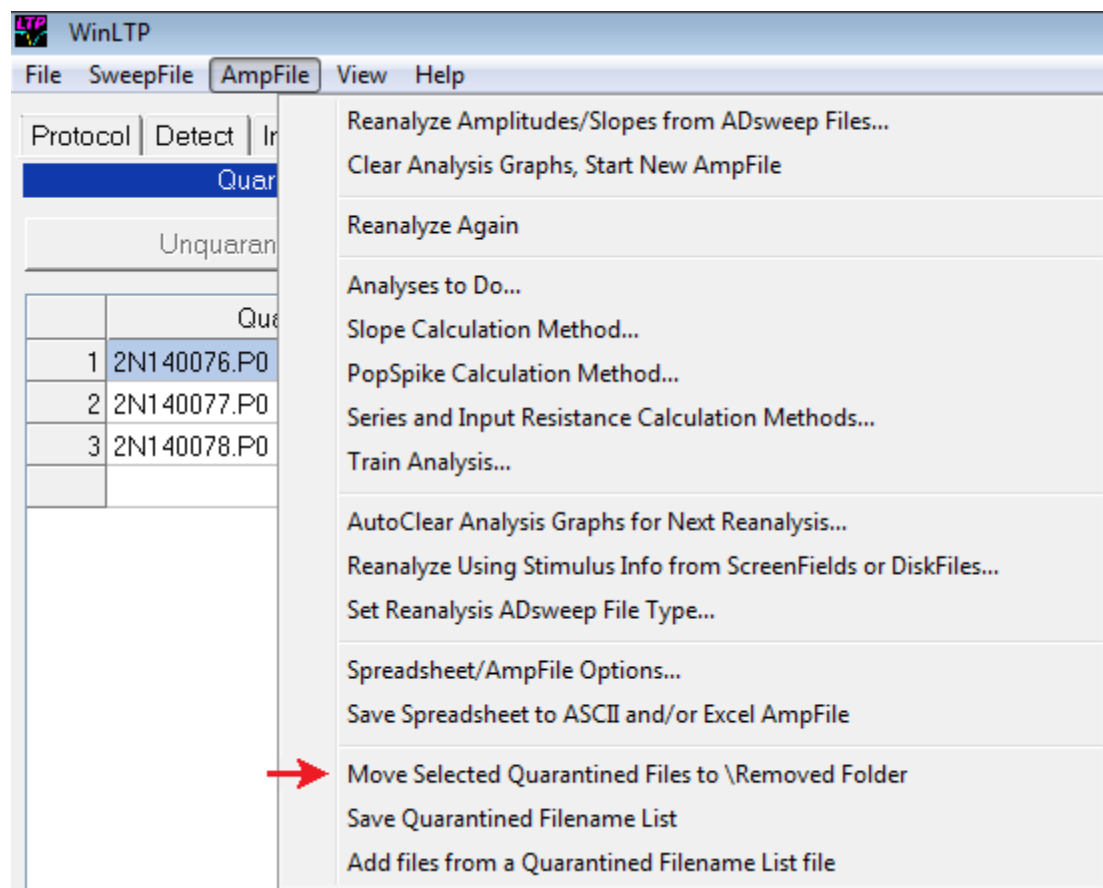 LTP WinLTP
File SweepFile AmpFile View Help
Protocol Detect
Quar
Unquaran
Qua
1 2N140076.P0
2 2N140077.P0
3 2N140078.P0
Reanalyze Amplitudes/Slopes from ADsweep Files...
Clear Analysis Graphs, Start New AmpFile
Reanalyze Again
Analyses to Do...
Slope Calculation Method...
PopSpike Calculation Method...
Series and Input Resistance Calculation Methods...
Train Analysis...
AutoClear Analysis Graphs for Next Reanalysis...
Reanalyze Using Stimulus Info from ScreenFields or DiskFiles...
Set Reanalysis ADsweep File Type...
Spreadsheet/AmpFile Options...
Save Spreadsheet to ASCII and/or Excel AmpFile
Move Selected Quarantined Files to \Removed Folder
Save Quarantined Filename List
Add files from a Quarantined Filename List file